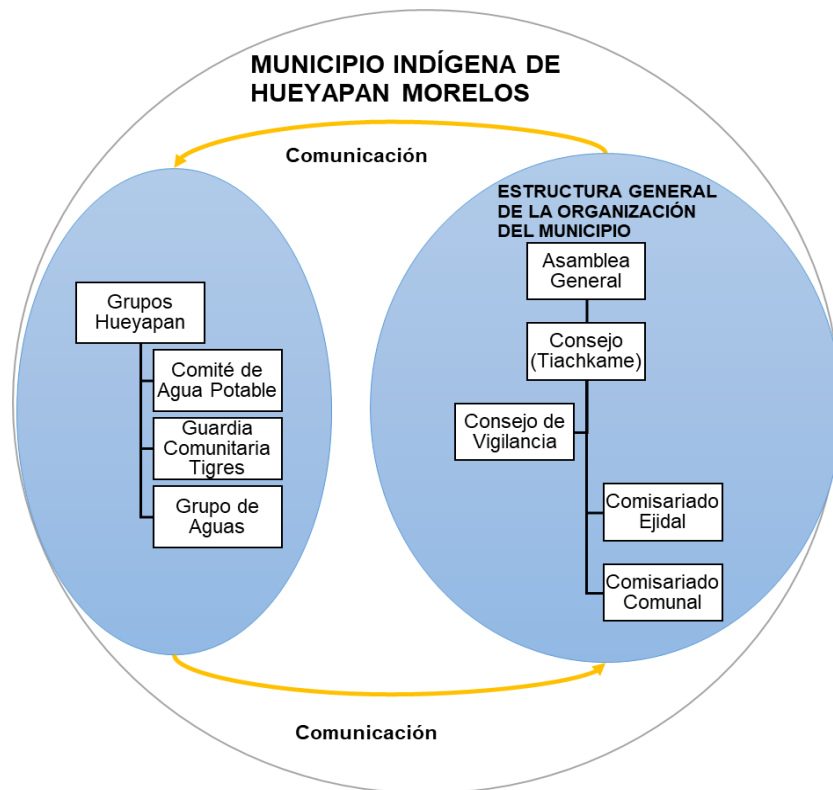 MUNICIPIO INDÍGENA DE
HUEYAPAN MORELOS
Comunicación
Grupos
Hueyapan
Comité de
Agua Potable
Guardia
Comunitaria
Tigres
Grupo de
Aguas
ESTRUCTURA GENERAL
DE LA ORGANIZACIÓN
DEL MUNICIPIO
Asamblea
General
Consejo
(Tiachkame)
Consejo de
Vigilancia
Comisariado
Ejidal
Comisariado
Comunal
Comunicación